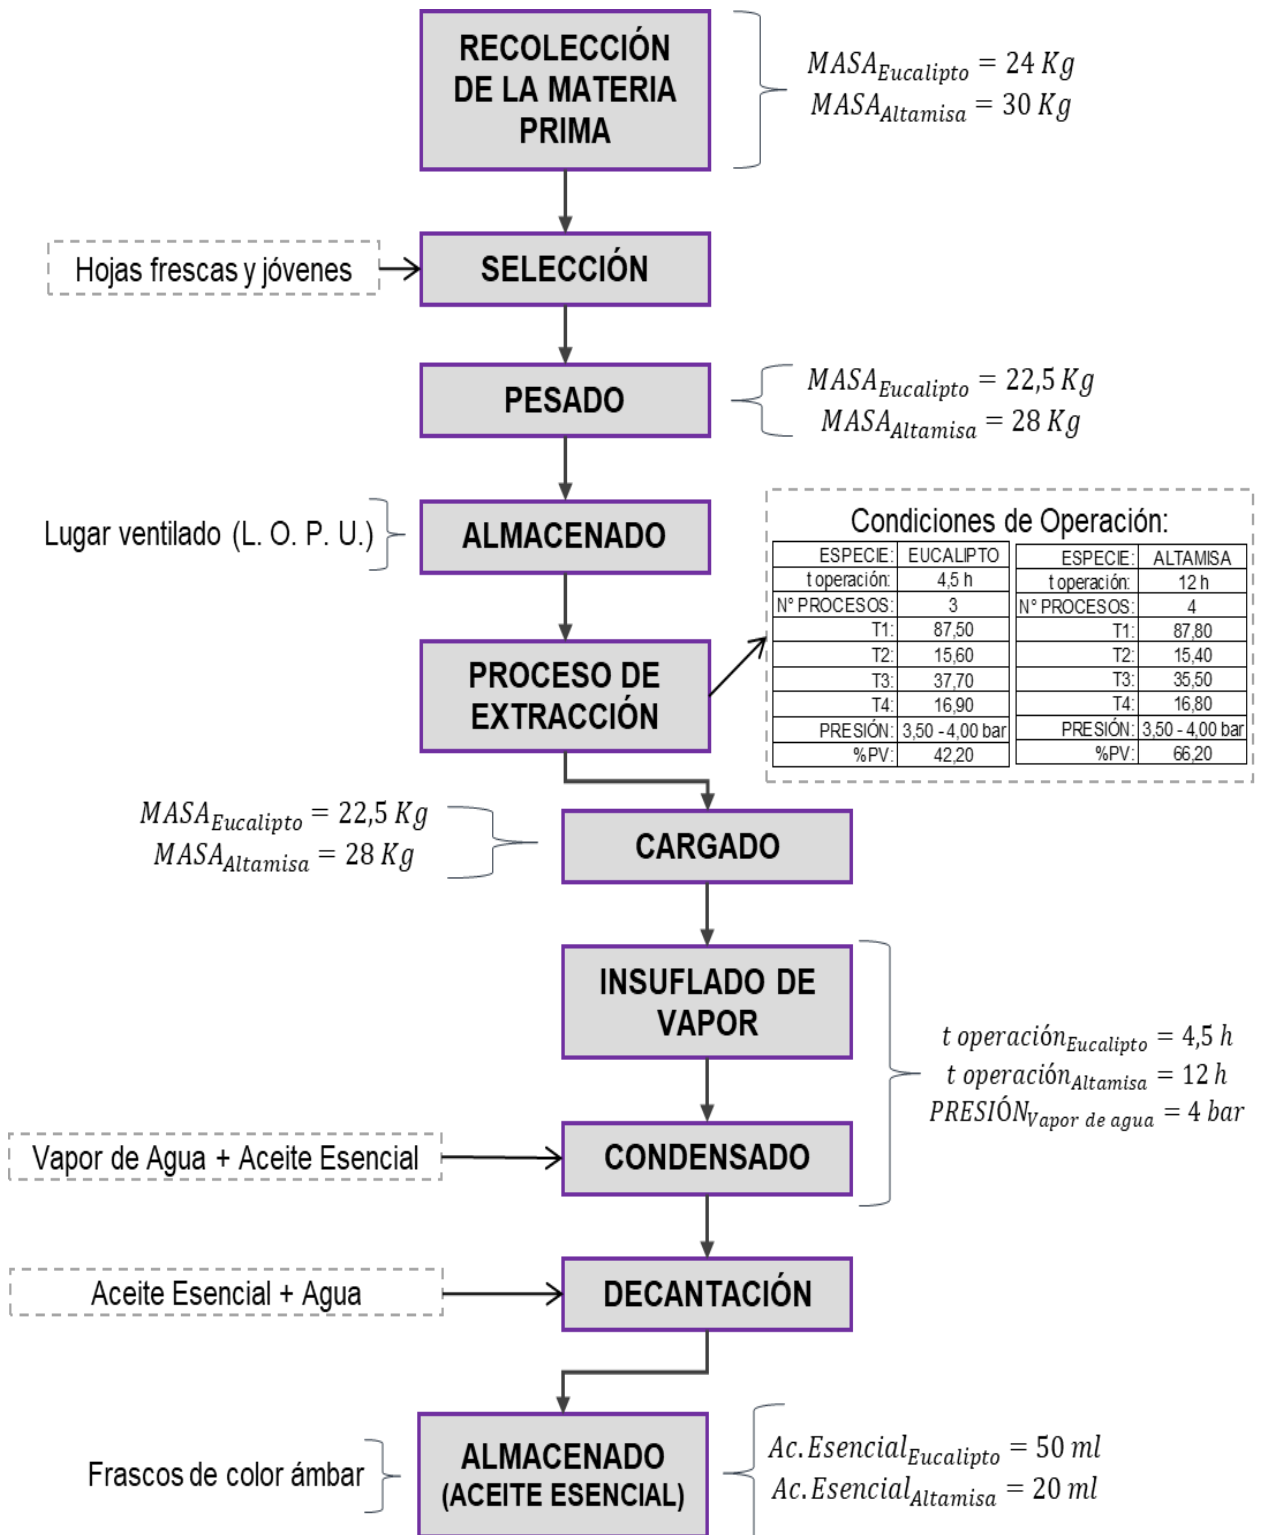 RECOLECCIÓN
DE LA MATERIA
PRIMA
MASA_Eucalipto = 24 Kg
MASA_Altamisa = 30 Kg
Hojas frescas y jóvenes
SELECCIÓN
PESADO
MASA_Eucalipto = 22,5 Kg
MASA_Altamisa = 28 Kg
Lugar ventilado (L. O. P. U.)
ALMACENADO
Condiciones de Operación:
ESPECIE: EUCALIPTO
t operación: 4,5 h
N° PROCESOS: 3
T1: 87,50
T2: 15,60
T3: 37,70
T4: 16,90
PRESIÓN: 3,50 - 4,00 bar
%PV: 42,20
ESPECIE: ALTAMISA
t operación: 12 h
N° PROCESOS: 4
T1: 87,80
T2: 15,40
T3: 35,50
T4: 16,80
PRESIÓN: 3,50 - 4,00 bar
%PV: 66,20
PROCESO DE
EXTRACCIÓN
MASA_Eucalipto = 22,5 Kg
MASA_Altamisa = 28 Kg
CARGADO
INSUFLADO DE
VAPOR
t operación_Eucalipto = 4,5 h
t operación_Altamisa = 12 h
PRESIÓN_Vapor de agua = 4 bar
Vapor de Agua + Aceite Esencial
CONDENSADO
Aceite Esencial + Agua
DECANTACIÓN
Frascos de color ámbar
ALMACENADO
(ACEITE ESENCIAL)
Ac.Esencial_Eucalipto = 50 ml
Ac.Esencial_Altamisa = 20 ml